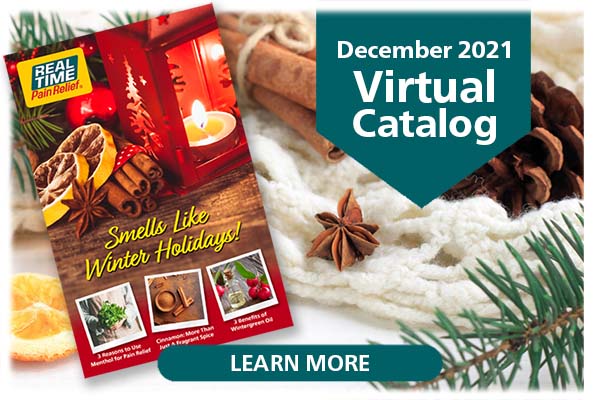 REAL
TIME
Pain Relief®
Smells Like
Winter Holidays!
3 Reasons to Use
Menthol for Pain Relief
Cinnamon: More Than
Just A Fragrant Spice
3 Benefits of
Wintergreen Oil
December 2021
Virtual
Catalog
LEARN MORE